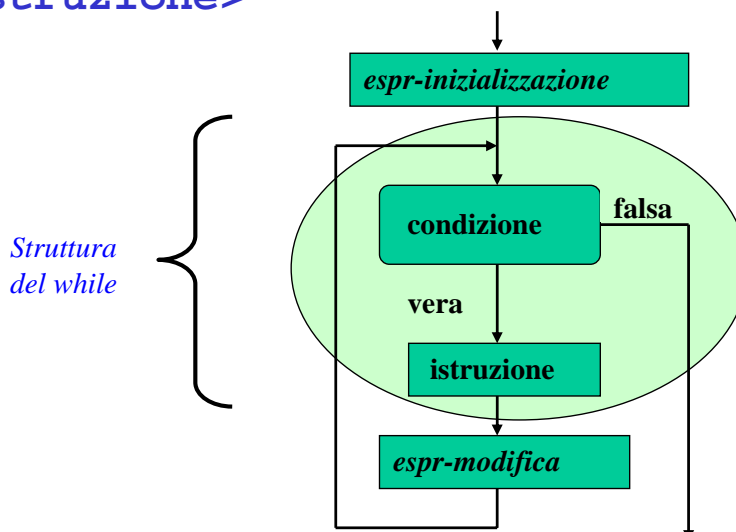 struzione>
espr-inizializzazione
condizione
falsa
Struttura
del while
vera
istruzione
espr-modifica